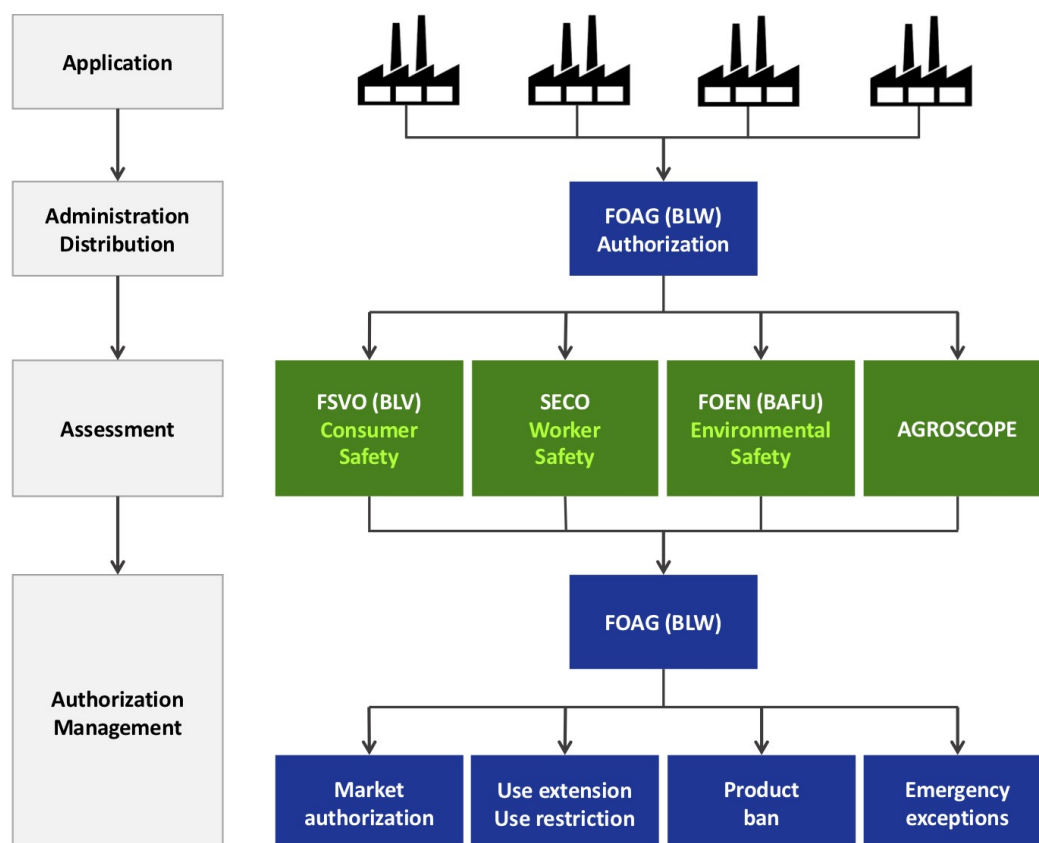 Application
Administration
Distribution
FOAG (BLW)
Authorization
Assessment
FSVO (BLV)
Consumer
Safety
SECO
Worker
Safety
FOEN (BAFU)
Environmental
Safety
AGROSCOPE
Authorization
Management
FOAG (BLW)
Market
authorization
Use extension
Use restriction
Product
ban
Emergency
exceptions